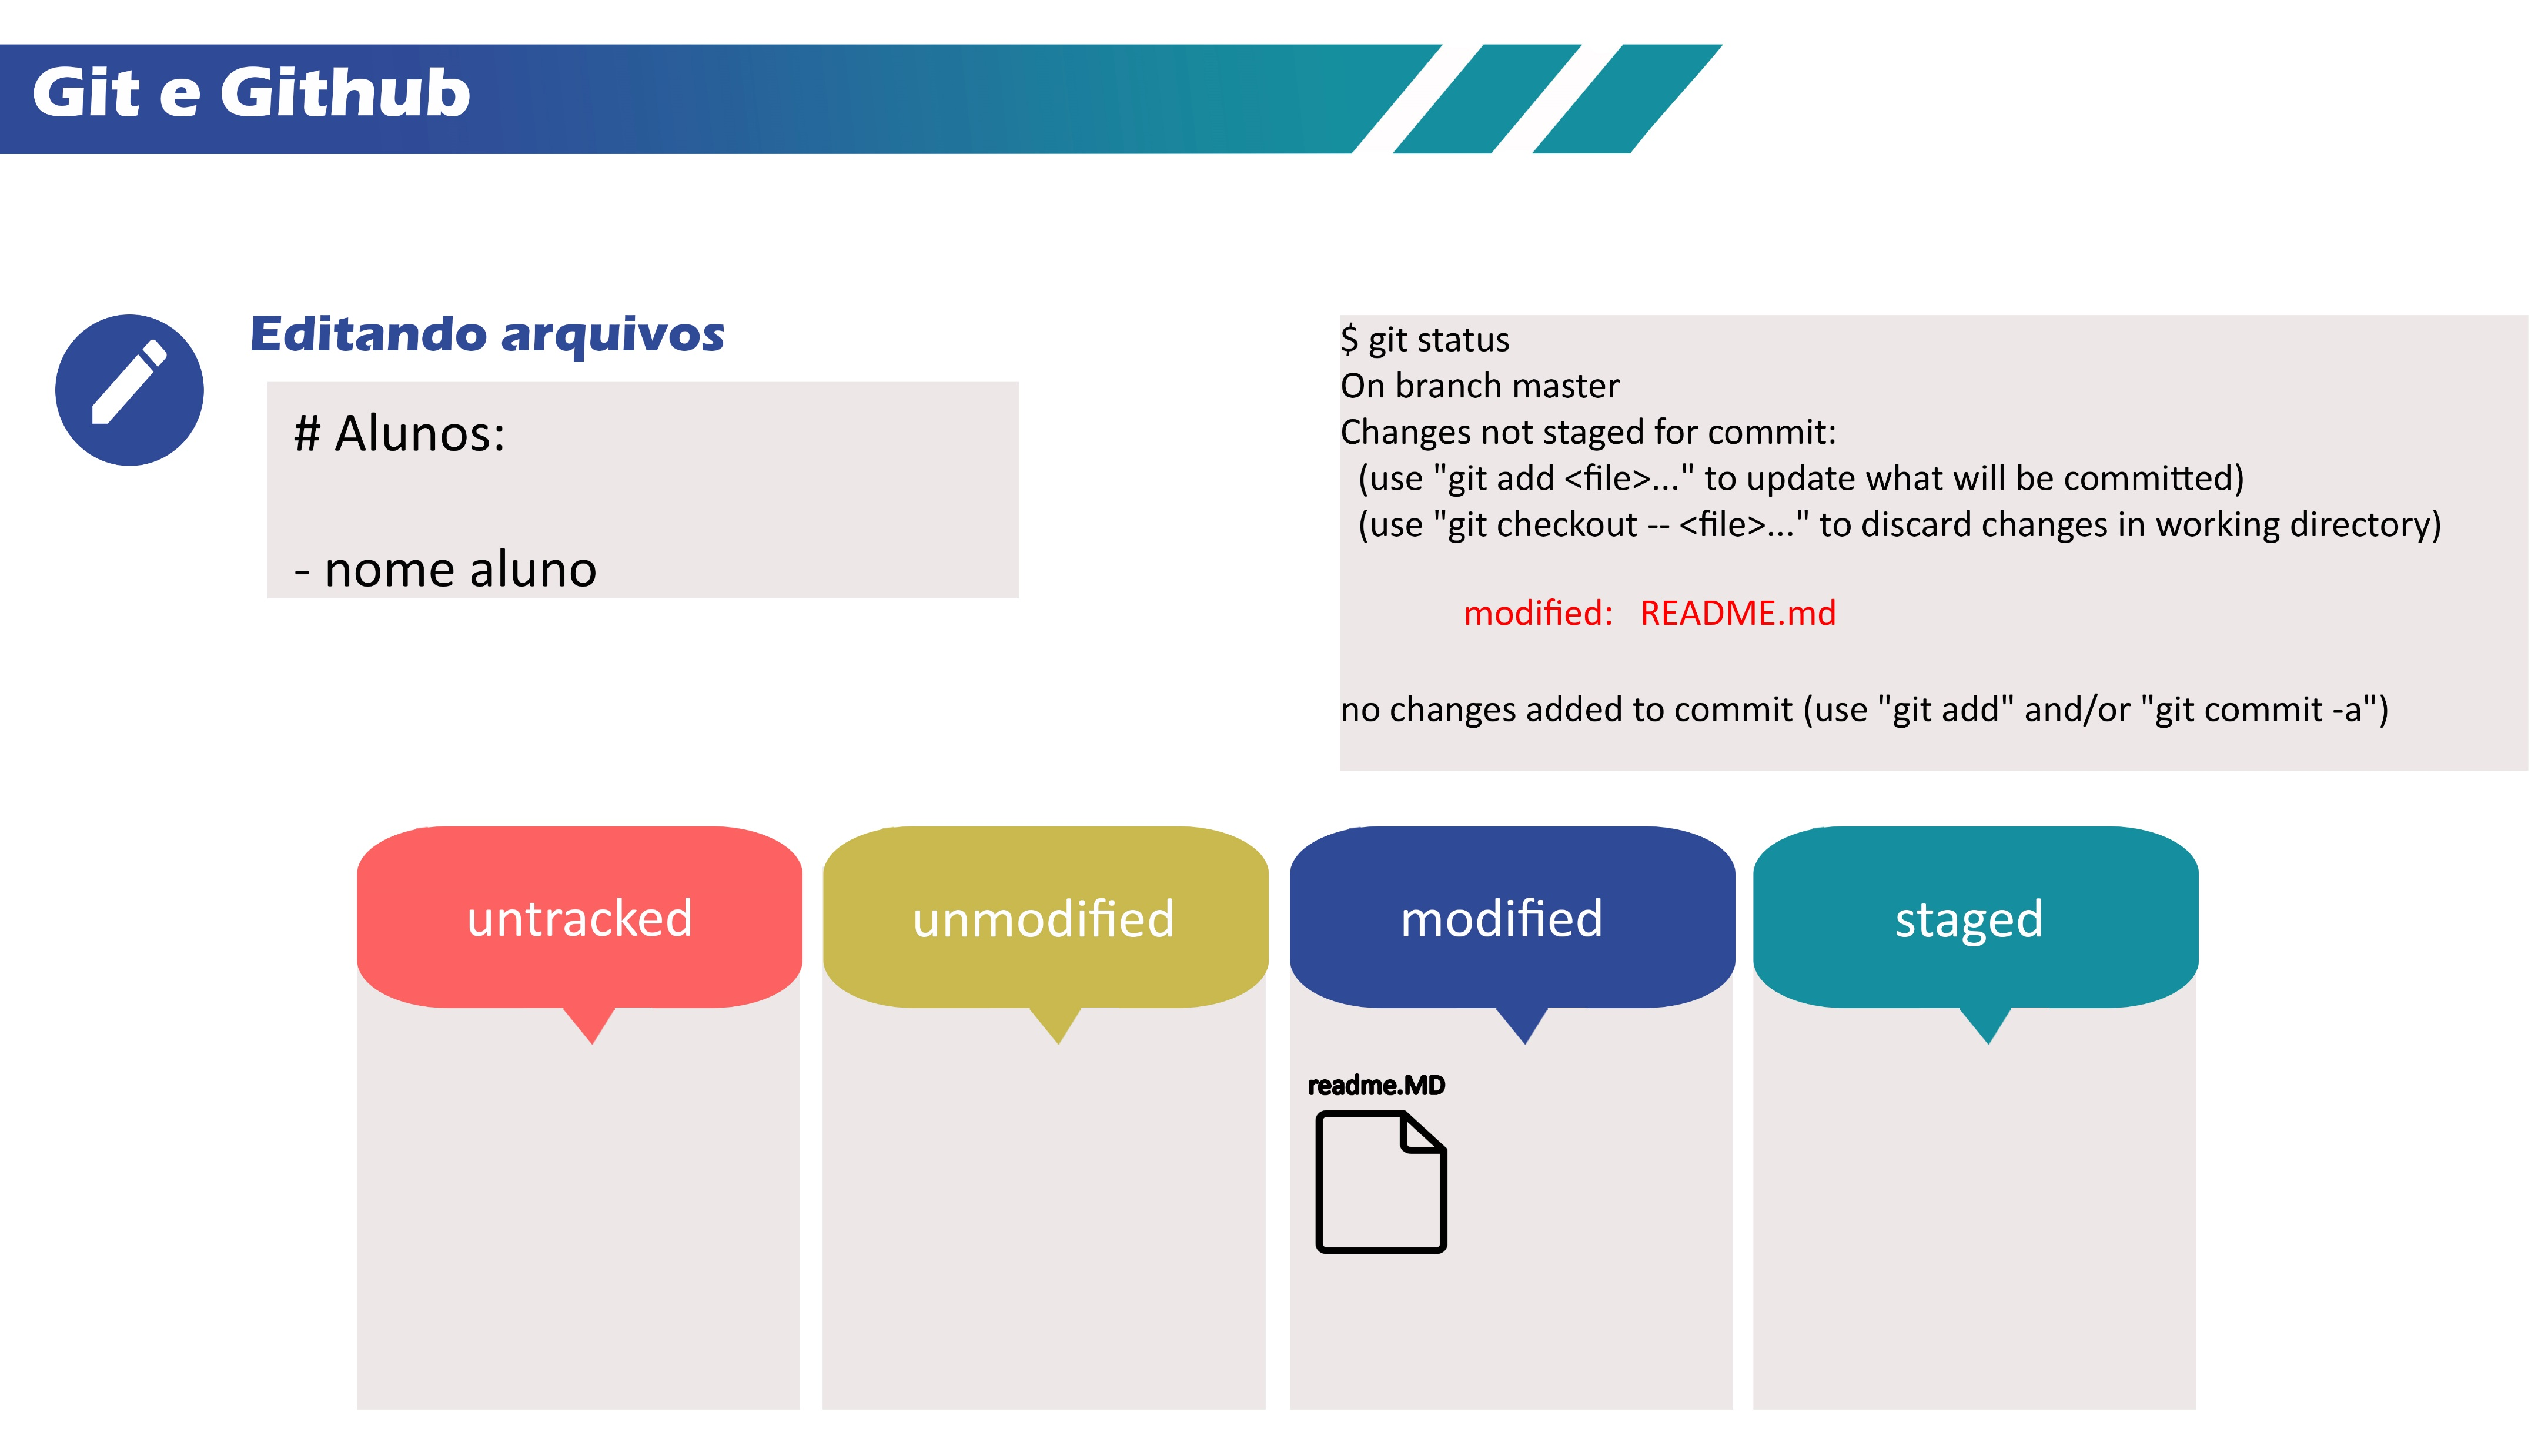 Git e Github
Editando arquivos
# Alunos:
- nome aluno
$ git status
On branch master
Changes not staged for commit:
(use "git add <file>..." to update what will be committed)
(use "git checkout -- <file>..." to discard changes in working directory)
modified: README.md
no changes added to commit (use "git add" and/or "git commit -a")
untracked
unmodified
modified
staged
readme.MD